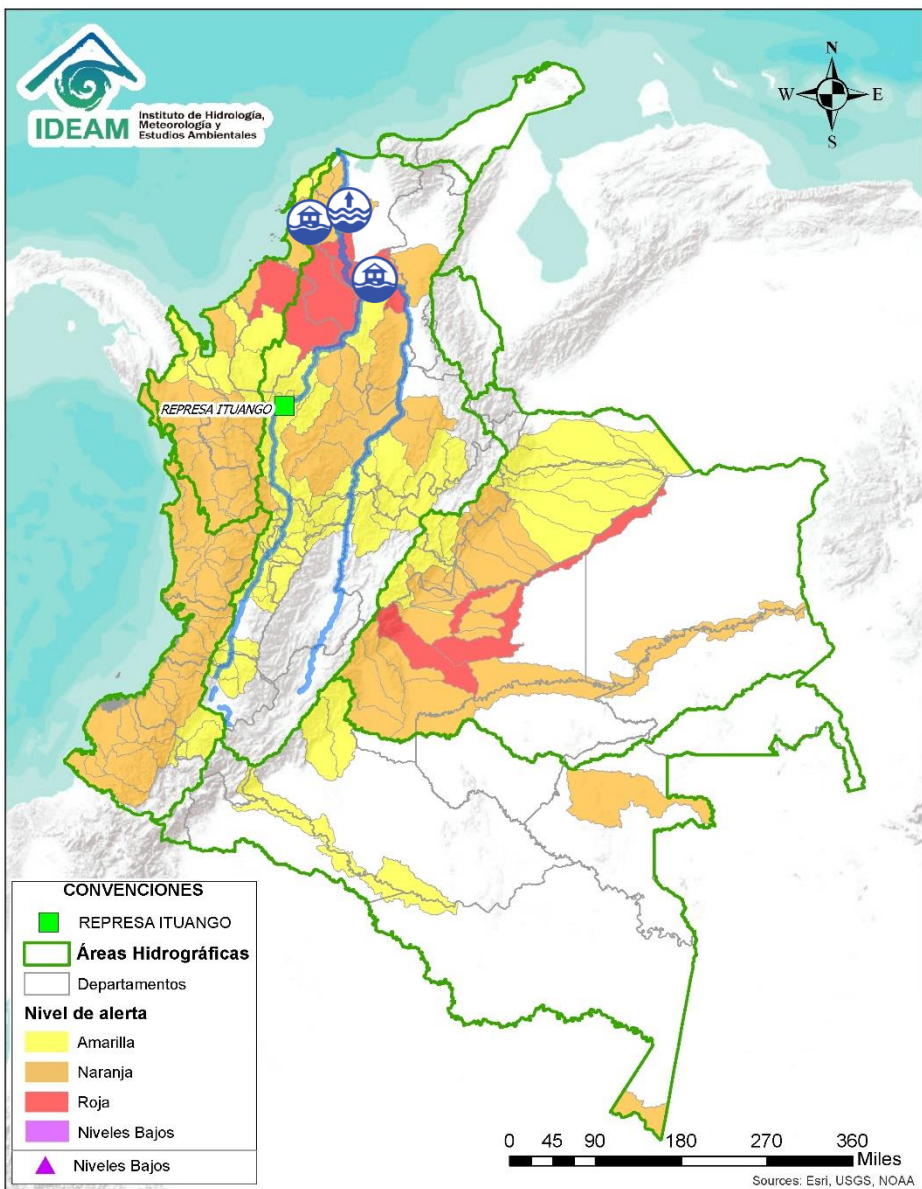 IDEAM
Instituto de Hidrología,
Meteorología y
Estudios Ambientales
N
W
E
S
REPRESA ITUANGO
CONVENCIONES
REPRESA ITUANGO
Áreas Hidrográficas
Departamentos
Nivel de alerta
Amarilla
Naranja
Roja
Niveles Bajos
Niveles Bajos
0 45 90 180 270 360
Miles
Sources: Esri, USGS, NOAA